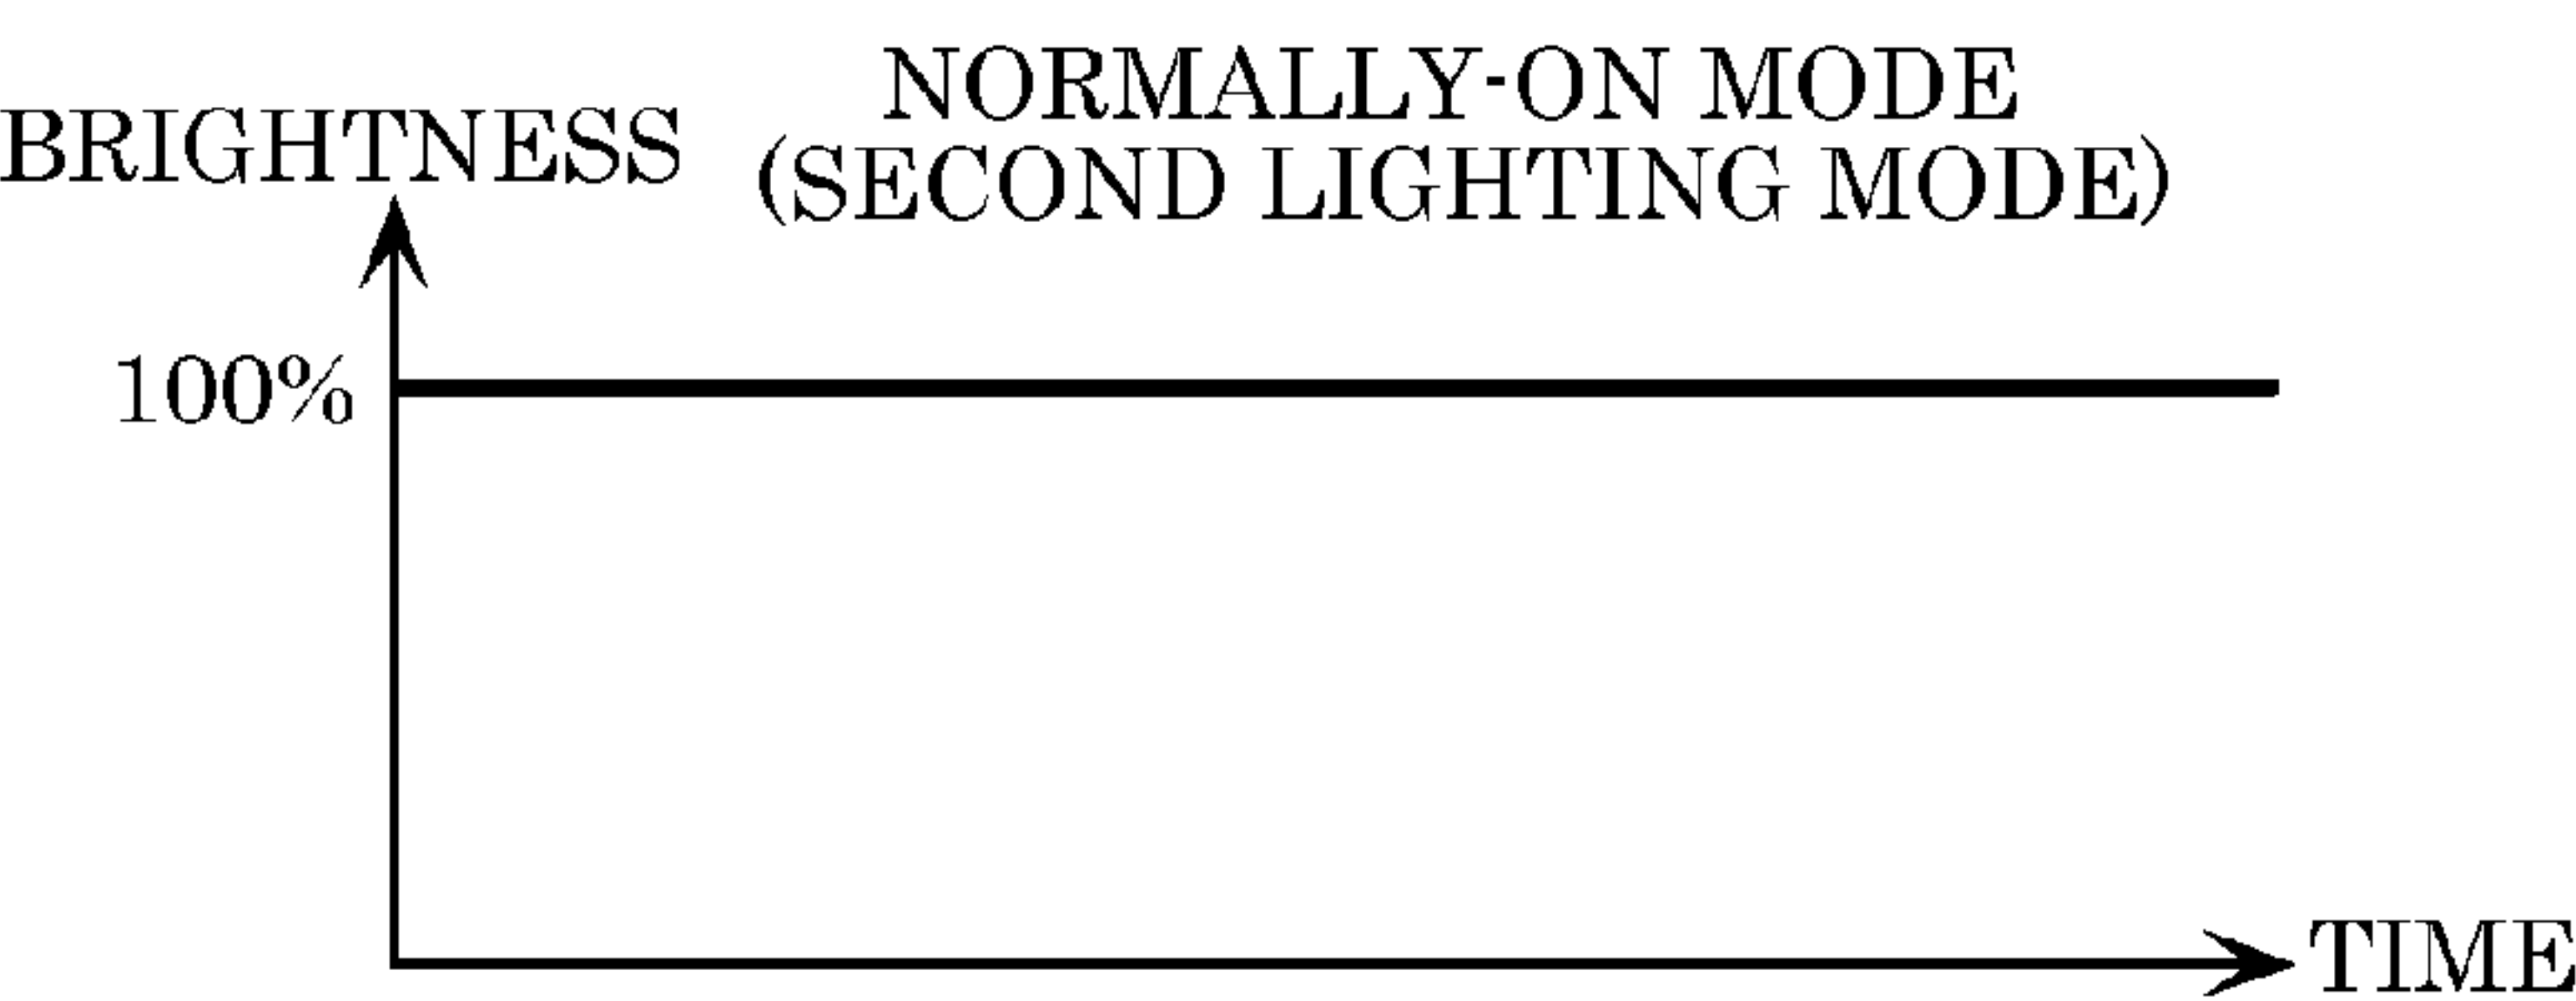 NORMALLY-ON MODE
(SECOND LIGHTING MODE)
BRIGHTNESS
100%
TIME